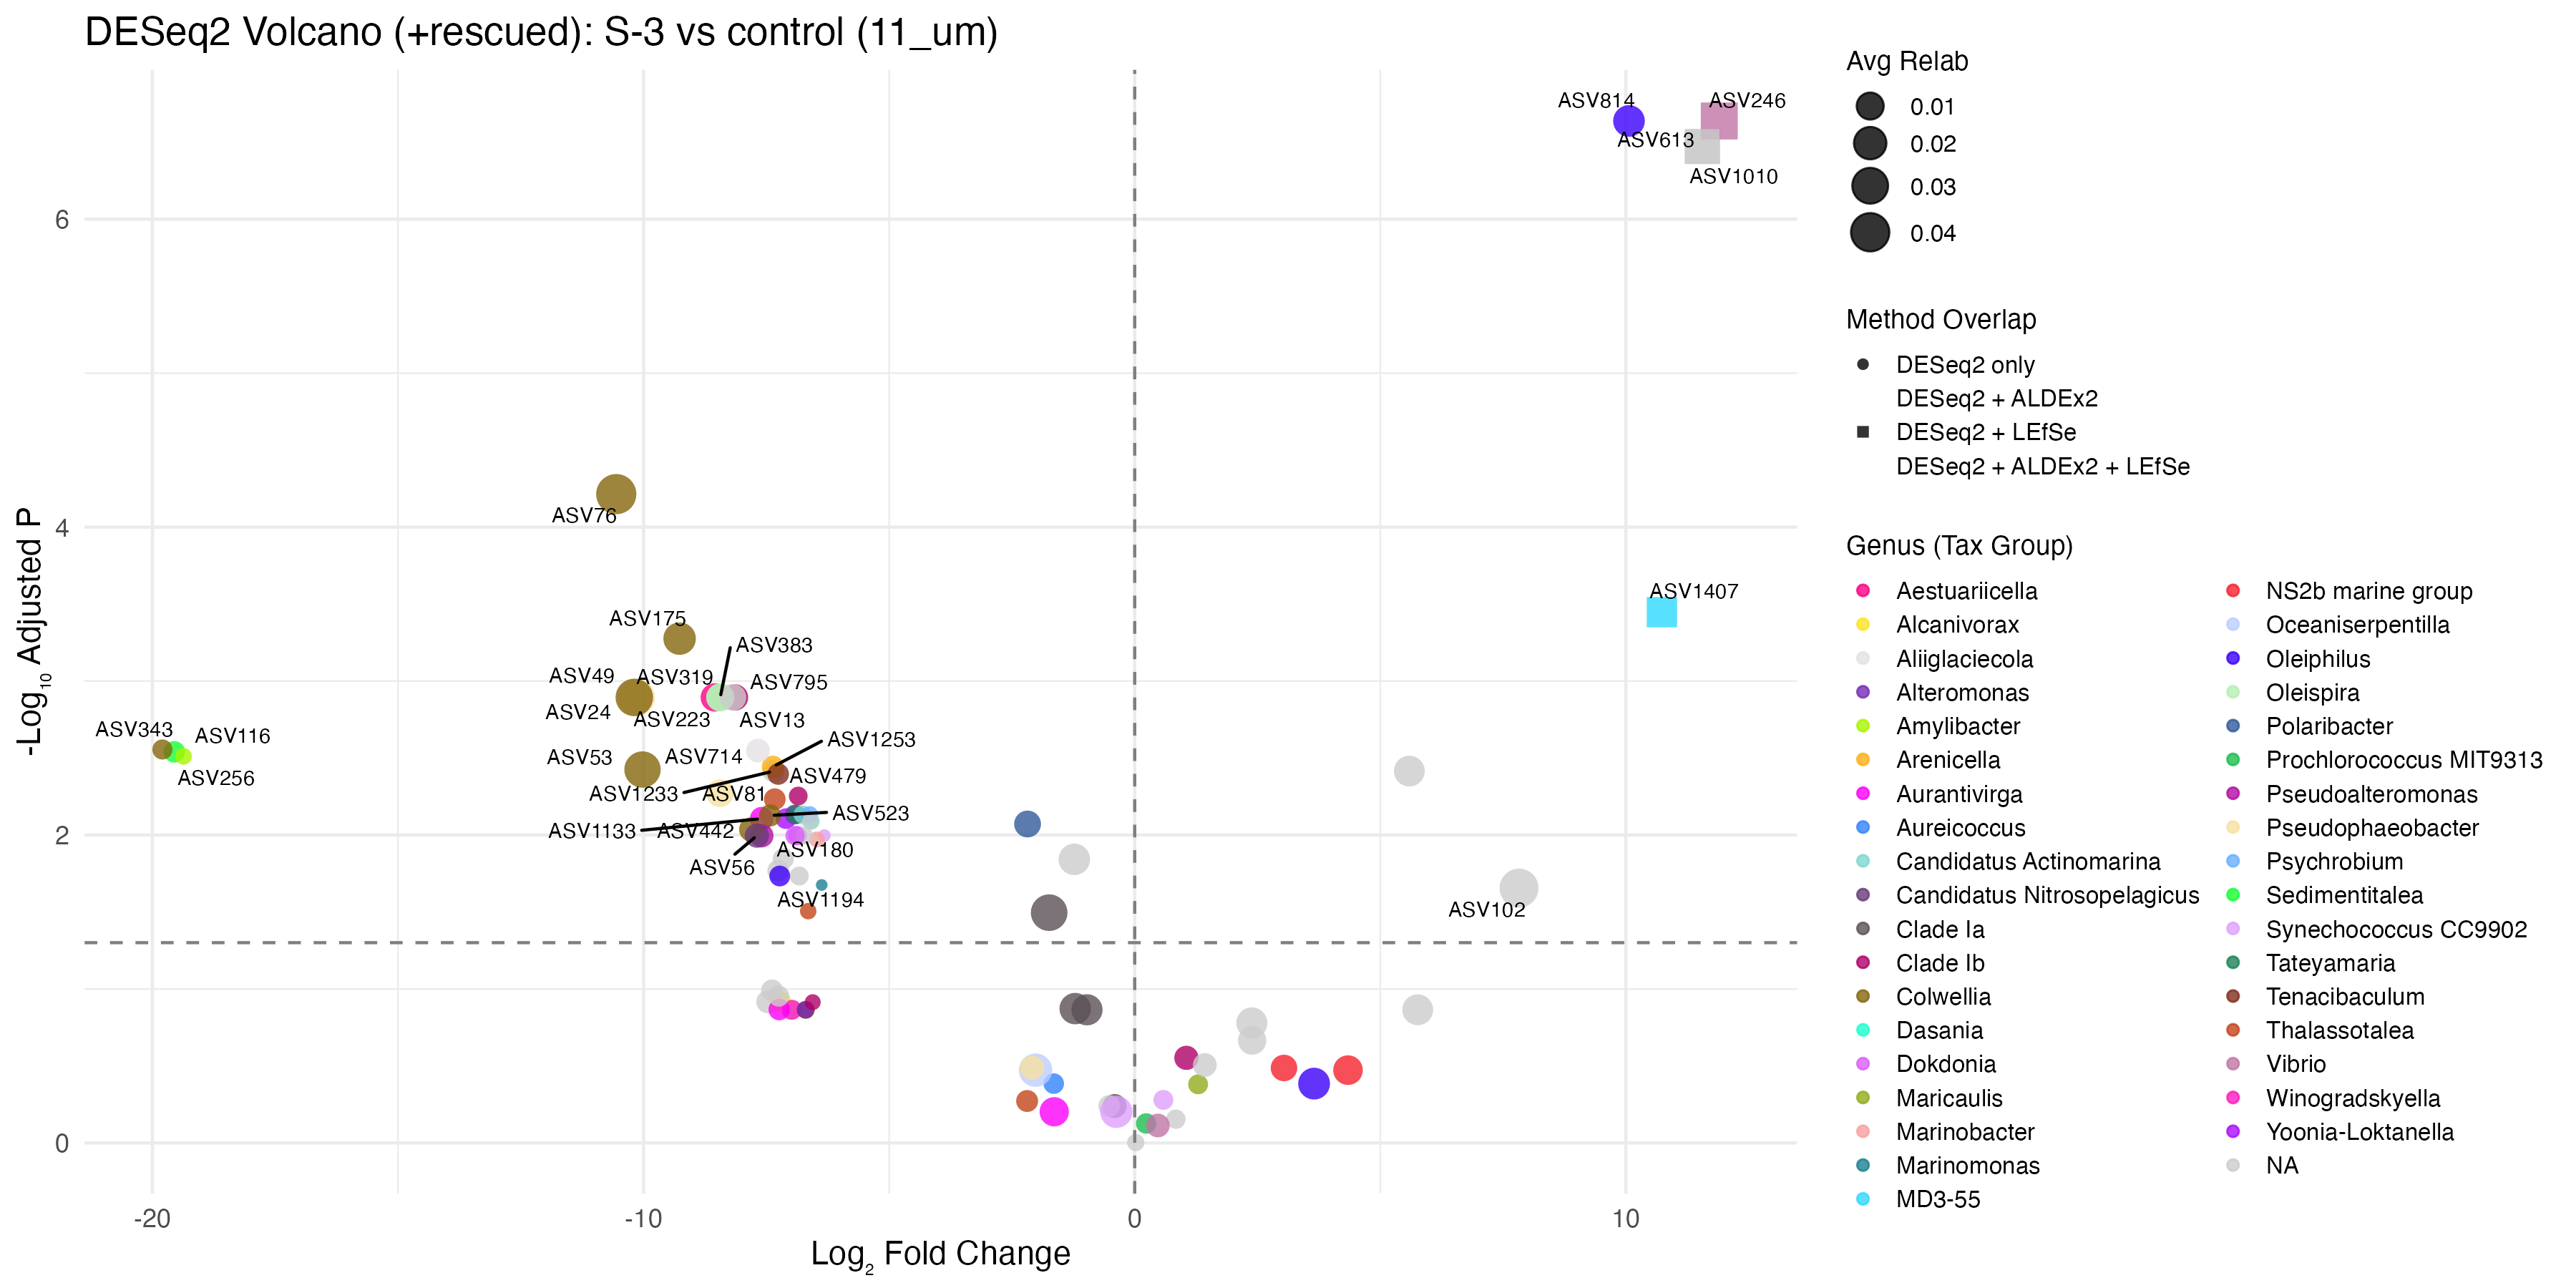 DESeq2 Volcano (+rescued): S-3 vs control (11_um)
-Log10 Adjusted P
6
4
2
0
-20
-10
0
10
Log2 Fold Change
ASV814
ASV246
ASV613
ASV1010
ASV76
ASV1407
ASV175
ASV383
ASV49
ASV319
ASV795
ASV24
ASV223
ASV13
ASV343
ASV116
ASV1253
ASV53
ASV714
ASV256
ASV479
ASV1233
ASV81
ASV523
ASV1133
ASV442
ASV180
ASV56
ASV1194
ASV102
Avg Relab
0.01
0.02
0.03
0.04
Method Overlap
DESeq2 only
DESeq2 + ALDEx2
DESeq2 + LEfSe
DESeq2 + ALDEx2 + LEfSe
Genus (Tax Group)
Aestuariicella
Alcanivorax
Aliiglaciecola
Alteromonas
Amylibacter
Arenicella
Aurantivirga
Aureicoccus
Candidatus Actinomarina
Candidatus Nitrosopelagicus
Clade Ia
Clade Ib
Colwellia
Dasania
Dokdonia
Maricaulis
Marinobacter
Marinomonas
MD3-55
NS2b marine group
Oceaniserpentilla
Oleiphilus
Oleispira
Polaribacter
Prochlorococcus MIT9313
Pseudoalteromonas
Pseudophaeobacter
Psychrobium
Sedimentitalea
Synechococcus CC9902
Tateyamaria
Tenacibaculum
Thalassotalea
Vibrio
Winogradskyella
Yoonia-Loktanella
NA